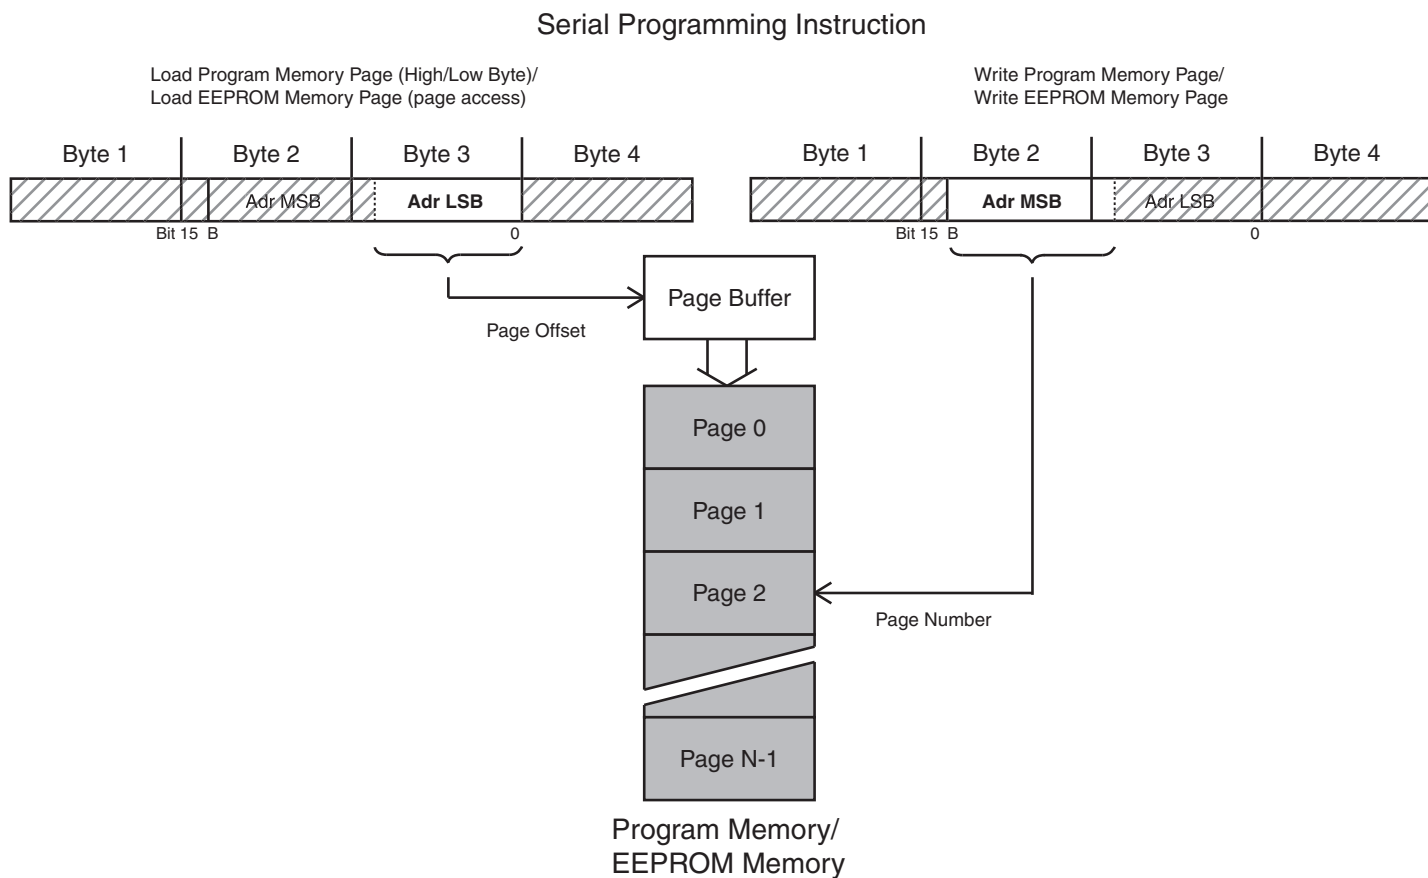 Serial Programming Instruction
Load Program Memory Page (High/Low Byte)/
Load EEPROM Memory Page (page access)
Write Program Memory Page/
Write EEPROM Memory Page
Byte 1 Byte 2 Byte 3 Byte 4
Byte 1 Byte 2 Byte 3 Byte 4
Adr MSB Adr LSB
Adr MSB Adr LSB
Bit 15 B 0
Bit 15 B 0
Page Buffer
Page Offset
Page 0
Page 1
Page 2
Page Number
Page N-1
Program Memory/
EEPROM Memory